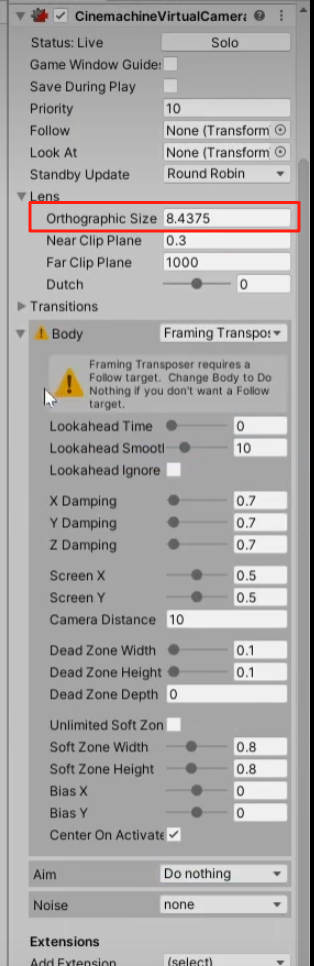 CinemachineVirtualCamera
Status: Live Solo
Game Window Guides
Save During Play
Priority 10
Follow None (Transform
Look At None (Transform
Standby Update Round Robin
Lens
Orthographic Size 8.4375
Near Clip Plane 0.3
Far Clip Plane 1000
Dutch 0
Transitions
Body Framing Transpos
Framing Transposer requires a
Follow target. Change Body to Do
Nothing if you don't want a Follow
target.
Lookahead Time 0
Lookahead Smootl 10
Lookahead Ignore
X Damping 0.7
Y Damping 0.7
Z Damping 0.7
Screen X 0.5
Screen Y 0.5
Camera Distance 10
Dead Zone Width 0.1
Dead Zone Height 0.1
Dead Zone Depth 0
Unlimited Soft Zon
Soft Zone Width 0.8
Soft Zone Height 0.8
Bias X 0
Bias Y 0
Center On Activate
Aim Do nothing
Noise none
Extensions
Add Extension (select)